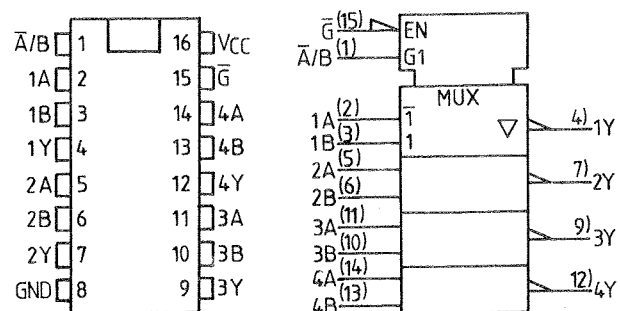 A̅/B 1 16 VCC
1A 2 15 G̅
1B 3 14 4A
1Y 4 13 4B
2A 5 12 4Y
2B 6 11 3A
2Y 7 10 3B
GND 8 9 3Y
G̅ (15) EN
A̅/B (1) G1
MUX
1A (2) 1̅ ▽ 4) 1Y
1B (3) 1
2A (5) 7) 2Y
2B (6)
3A (11) 9) 3Y
3B (10)
4A (14) 12) 4Y
4B (13)